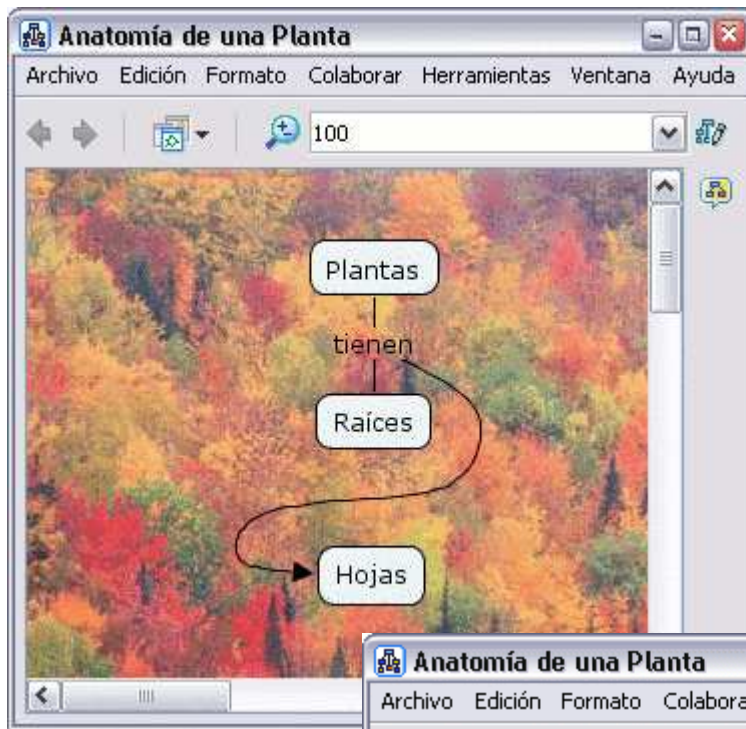 Anatomía de una Planta
Archivo Edición Formato Colaborar Herramientas Ventana Ayuda
100
Plantas
tienen
Raíces
Hojas
Anatomía de una Planta
Archivo Edición Formato Colabora